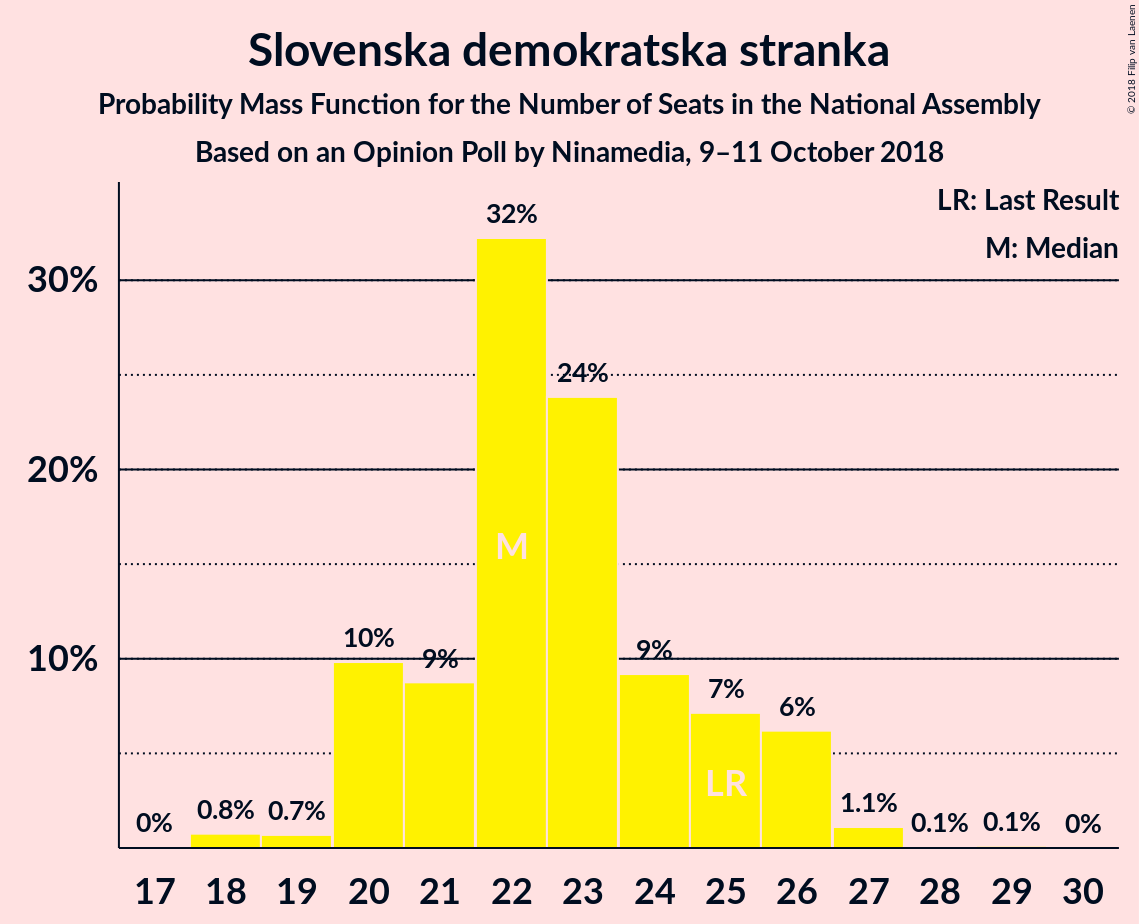 Slovenska demokratska stranka
Probability Mass Function for the Number of Seats in the National Assembly
Based on an Opinion Poll by Ninamedia, 9–11 October 2018
© 2018 Filip van Laenen
LR: Last Result
M: Median
30%
20%
10%
0%
0.8%
0.7%
10%
9%
32%
24%
9%
7%
6%
1.1%
0.1%
0.1%
0%
M
LR
17 18 19 20 21 22 23 24 25 26 27 28 29 30